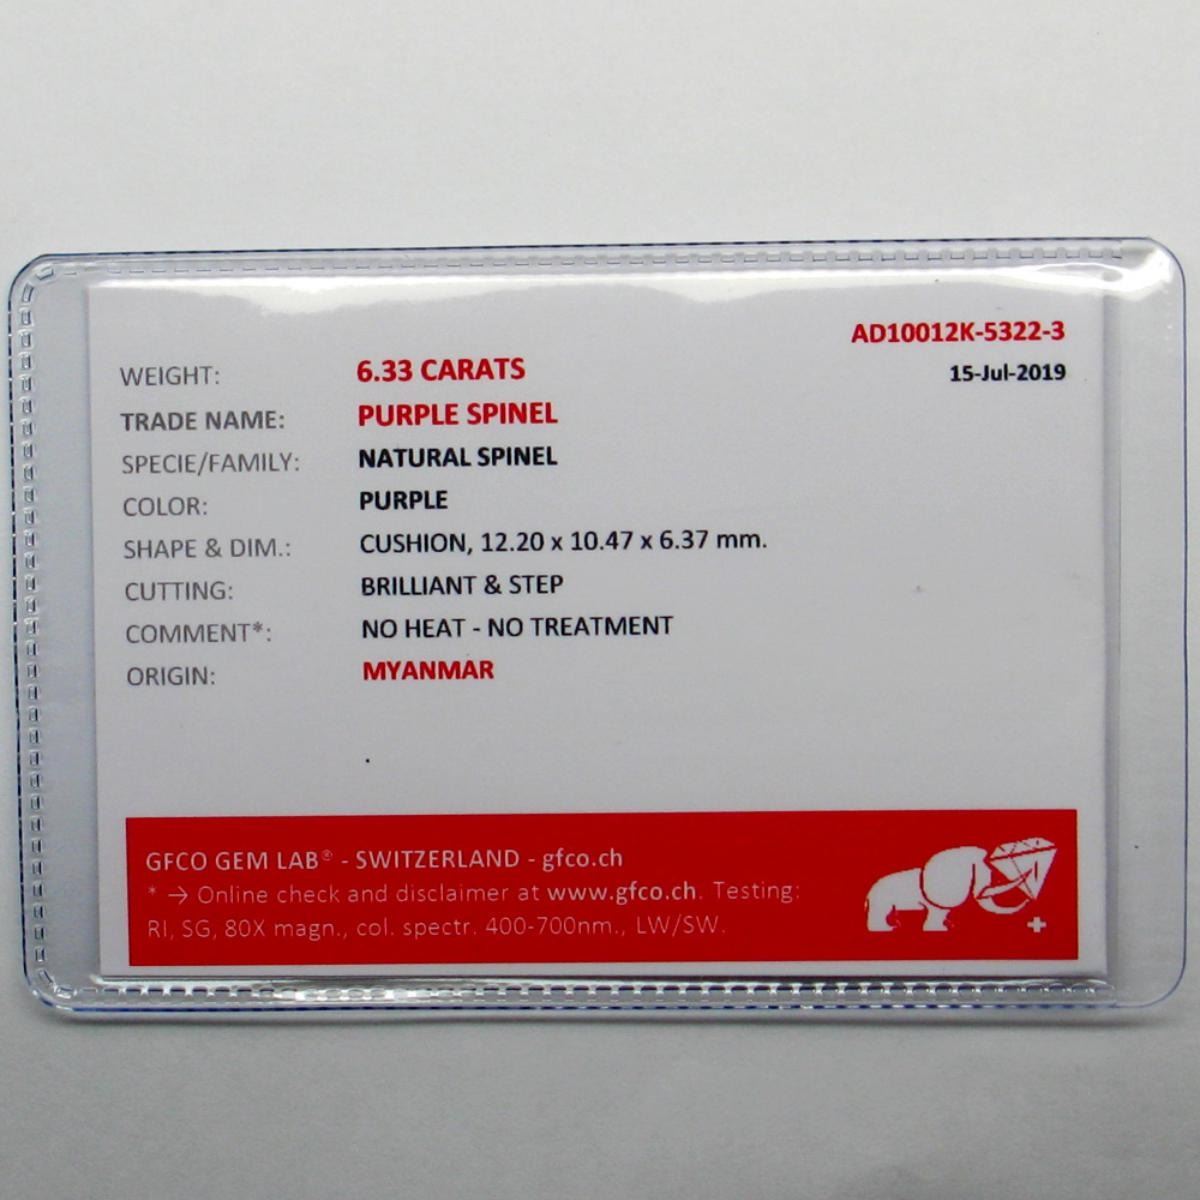 AD10012K-5322-3
WEIGHT: 6.33 CARATS 15-Jul-2019
TRADE NAME: PURPLE SPINEL
SPECIE/FAMILY: NATURAL SPINEL
COLOR: PURPLE
SHAPE & DIM.: CUSHION, 12.20 x 10.47 x 6.37 mm.
CUTTING: BRILLIANT & STEP
COMMENT*: NO HEAT - NO TREATMENT
ORIGIN: MYANMAR
GFCO GEM LAB® - SWITZERLAND - gfco.ch
* → Online check and disclaimer at www.gfco.ch. Testing:
RI, SG, 80X magn., col. spectr. 400-700nm., LW/SW.